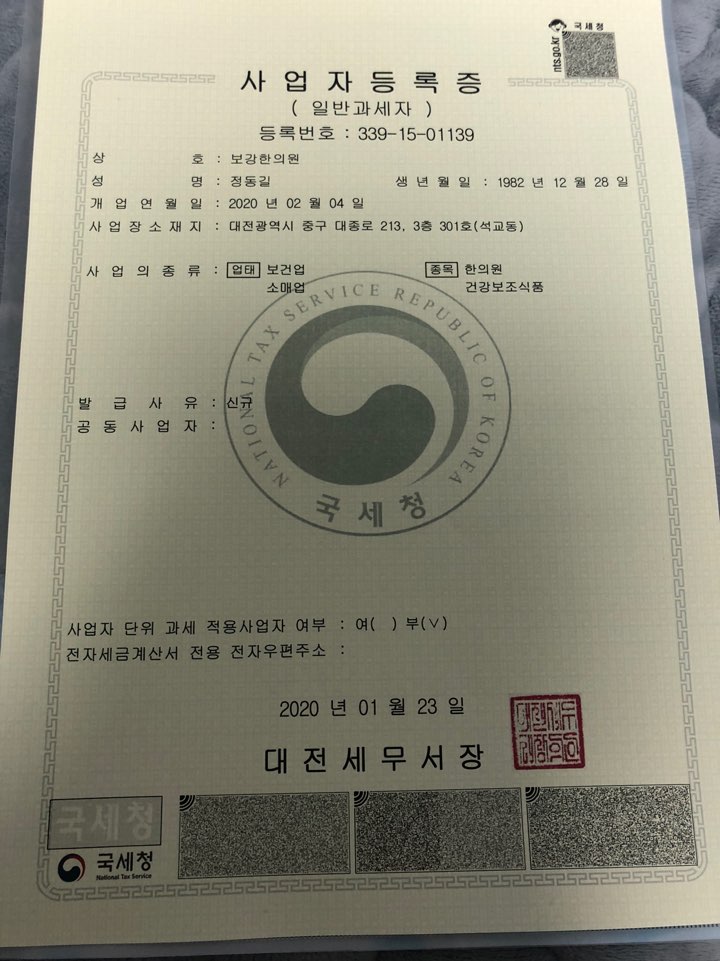 국세청
nts.go.kr
사업자등록증
( 일반과세자 )
등록번호 : 339-15-01139
상 호 : 보강한의원
성 명 : 정동길 생 년 월 일 : 1982 년 12 월 28 일
개 업 연 월 일 : 2020 년 02 월 04 일
사 업 장 소 재 지 : 대전광역시 중구 대종로 213, 3층 301호(석교동)
사 업 의 종 류 : 업태 보건업 종목 한의원
소매업 건강보조식품
NATIONAL TAX SERVICE REPUBLIC OF KOREA
발 급 사 유 : 신규
공 동 사 업 자 :
국세청
사업자 단위 과세 적용사업자 여부 : 여( ) 부(∨)
전자세금계산서 전용 전자우편주소 :
2020 년 01 월 23 일
대전세무서장
국세청
국세청
National Tax Service